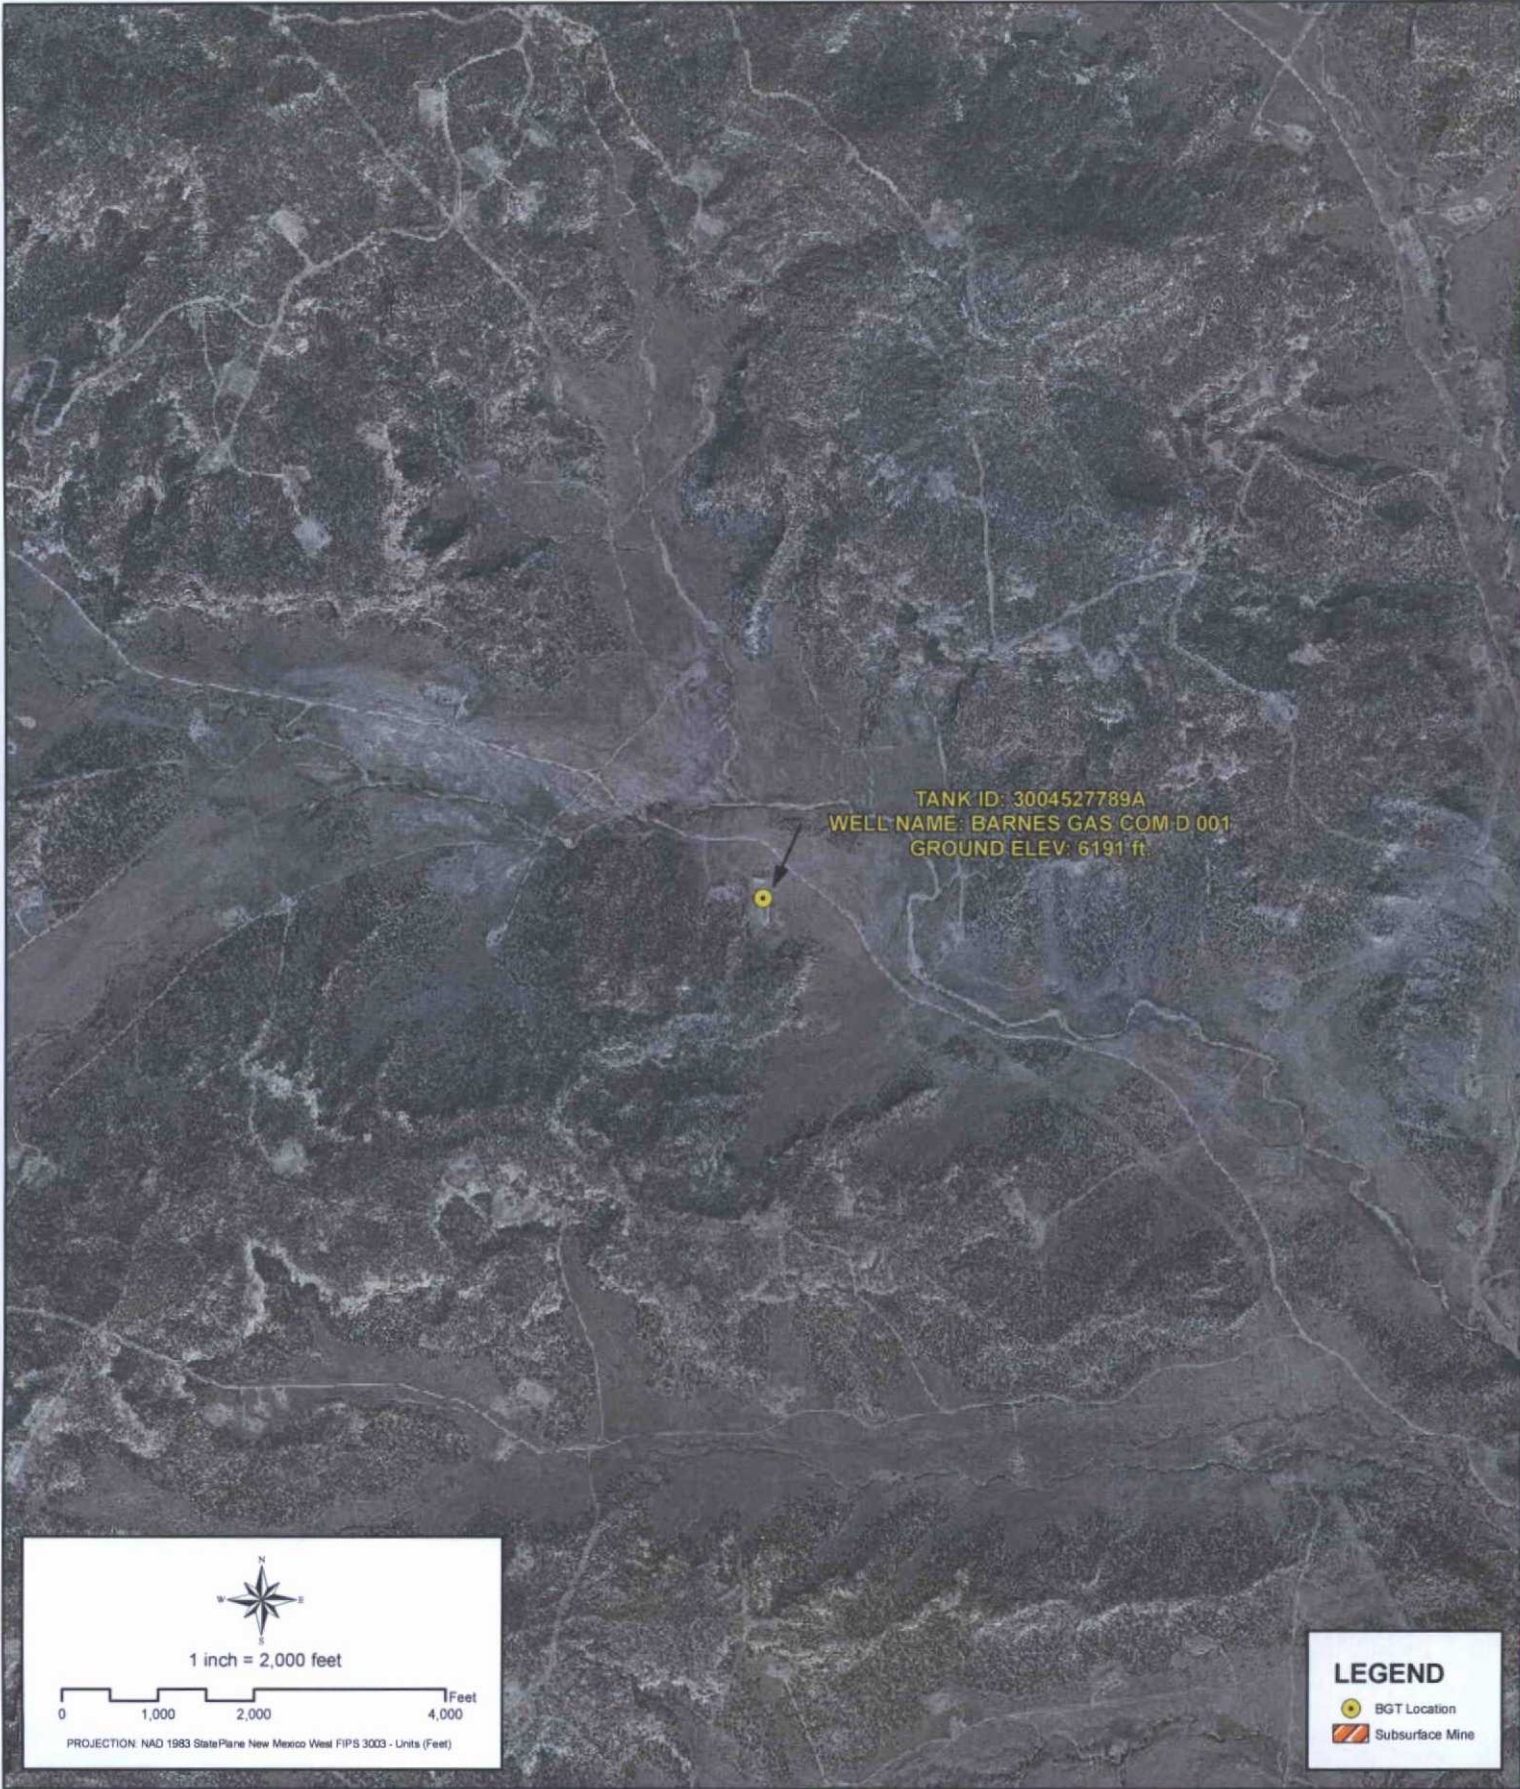 TANK ID: 3004527789A
WELL NAME: BARNES GAS COM D 001
GROUND ELEV: 6191 ft.
N
W E
S
1 inch = 2,000 feet
Feet
0 1,000 2,000 4,000
PROJECTION: NAD 1983 StatePlane New Mexico West FIPS 3003 - Units (Feet)
LEGEND
BGT Location
Subsurface Mine